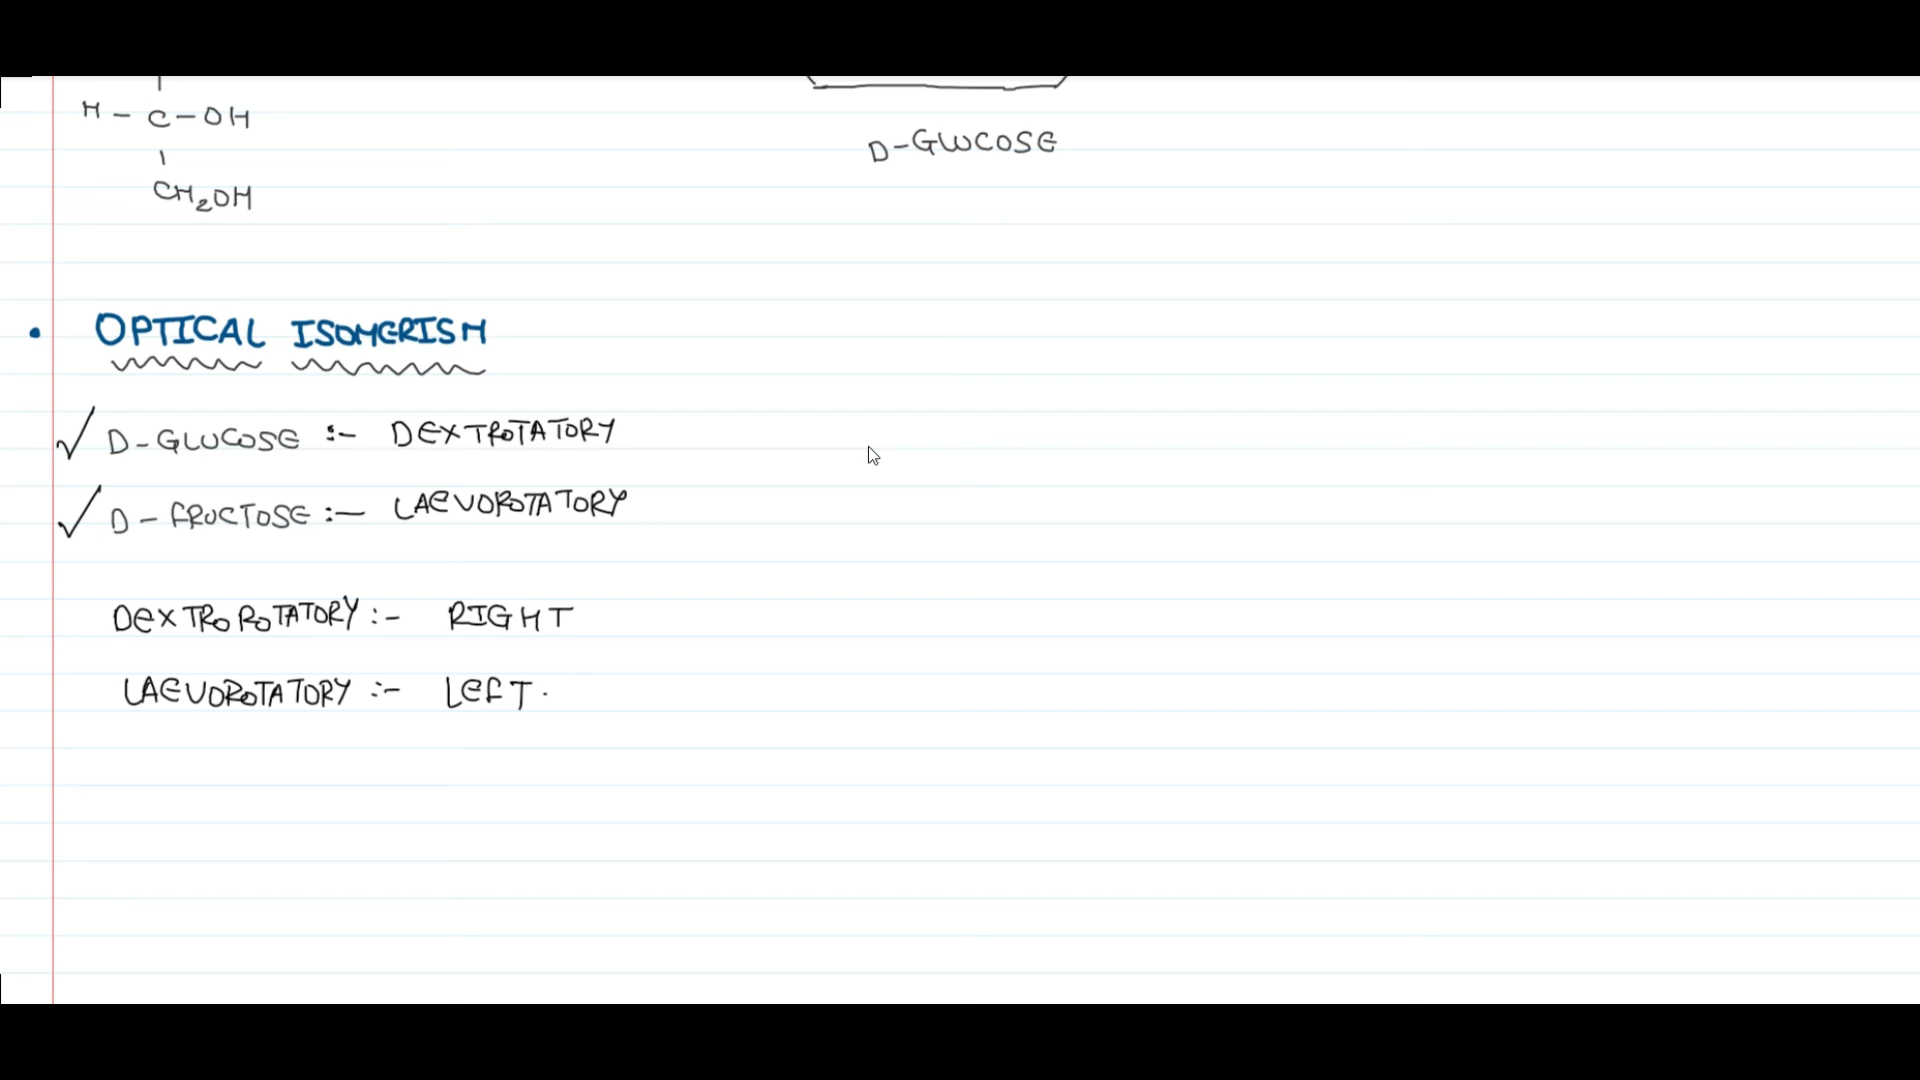 H - C - OH
CH₂OH
D-GLUCOSE
• OPTICAL ISOMERISM
✓ D-GLUCOSE :- DEXTROTATORY
✓ D-FRUCTOSE :- LAEVOROTATORY
DEXTROROTATORY :- RIGHT
LAEVOROTATORY :- LEFT.